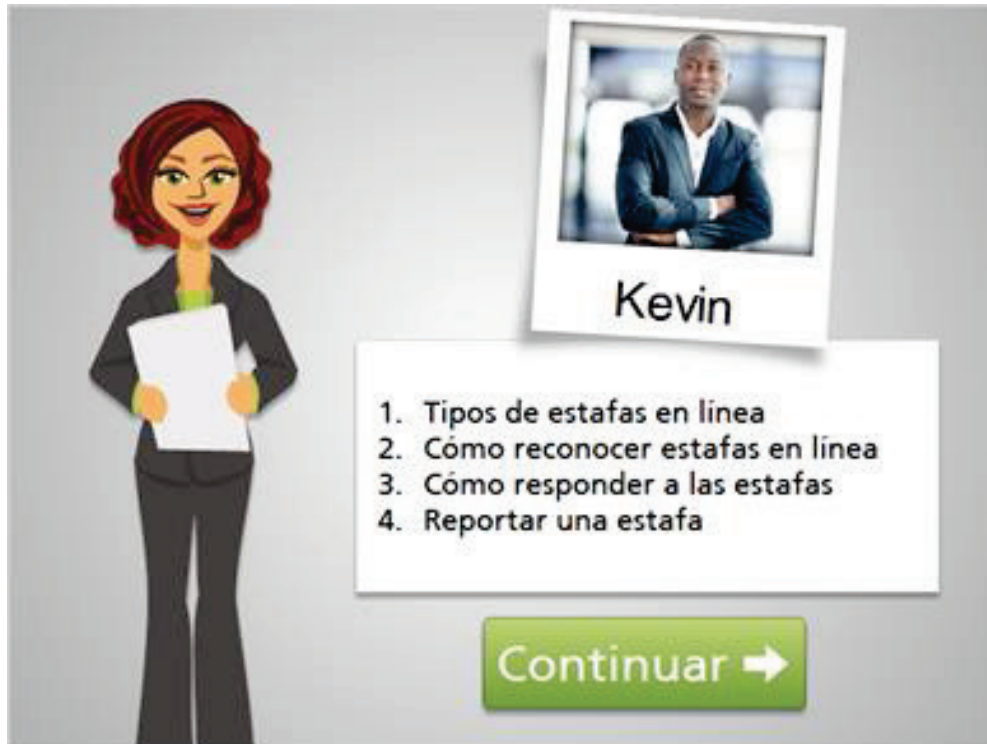 Kevin
1. Tipos de estafas en línea
2. Cómo reconocer estafas en línea
3. Cómo responder a las estafas
4. Reportar una estafa
Continuar